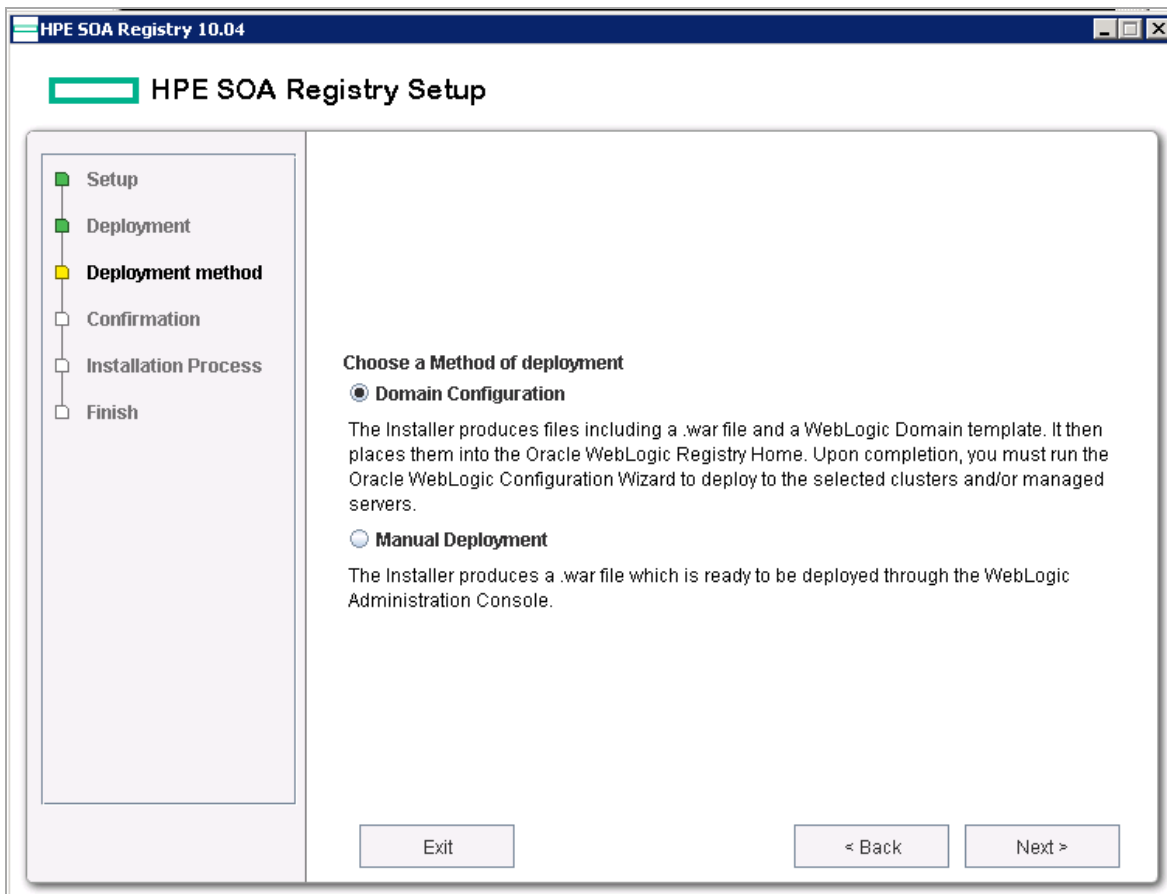 HPE SOA Registry 10.04
HPE SOA Registry Setup
Setup
Deployment
Deployment method
Confirmation
Installation Process
Finish
Choose a Method of deployment
Domain Configuration
The Installer produces files including a .war file and a WebLogic Domain template. It then
places them into the Oracle WebLogic Registry Home. Upon completion, you must run the
Oracle WebLogic Configuration Wizard to deploy to the selected clusters and/or managed
servers.
Manual Deployment
The Installer produces a .war file which is ready to be deployed through the WebLogic
Administration Console.
Exit
< Back
Next >